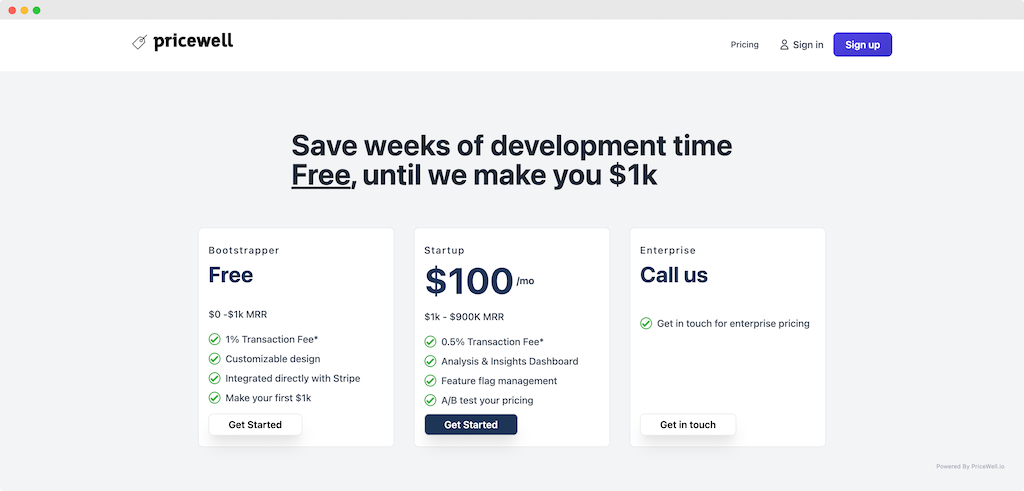 pricewell
Pricing
Sign in
Sign up
Save weeks of development time
Free, until we make you $1k
Bootstrapper
Free
$0 -$1k MRR
1% Transaction Fee*
Customizable design
Integrated directly with Stripe
Make your first $1k
Get Started
Startup
$100 /mo
$1k - $900K MRR
0.5% Transaction Fee*
Analysis & Insights Dashboard
Feature flag management
A/B test your pricing
Get Started
Enterprise
Call us
Get in touch for enterprise pricing
Get in touch
Powered By PriceWell.io